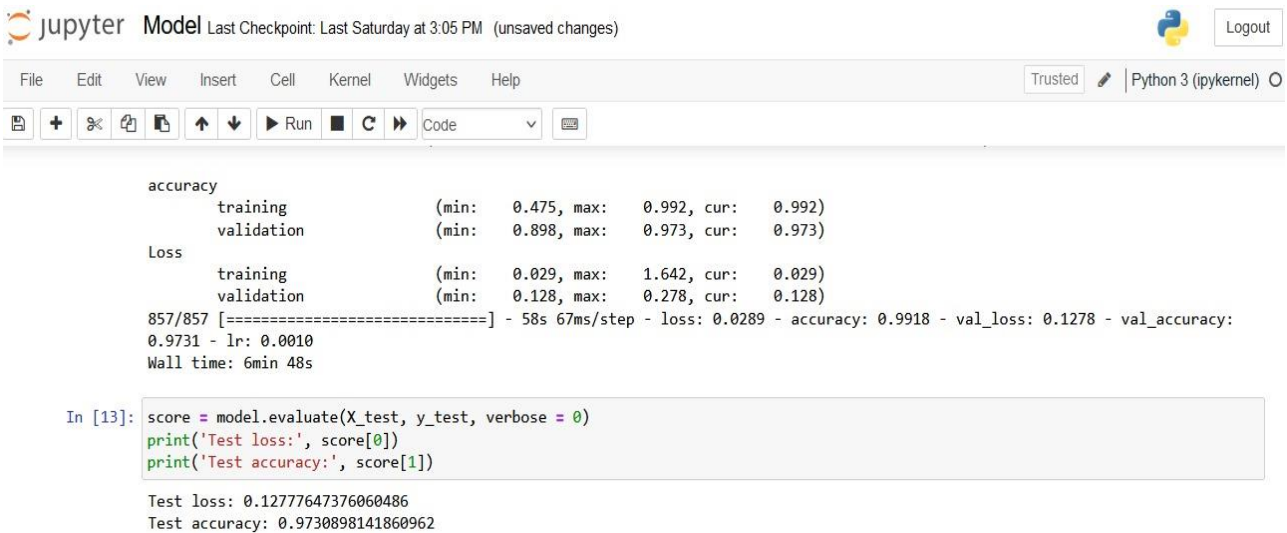 jupyter Model Last Checkpoint: Last Saturday at 3:05 PM (unsaved changes) Logout
File Edit View Insert Cell Kernel Widgets Help Trusted Python 3 (ipykernel)
Run Code
accuracy
training (min: 0.475, max: 0.992, cur: 0.992)
validation (min: 0.898, max: 0.973, cur: 0.973)
Loss
training (min: 0.029, max: 1.642, cur: 0.029)
validation (min: 0.128, max: 0.278, cur: 0.128)
857/857 [==============================] - 58s 67ms/step - loss: 0.0289 - accuracy: 0.9918 - val_loss: 0.1278 - val_accuracy:
0.9731 - lr: 0.0010
Wall time: 6min 48s
In [13]: score = model.evaluate(X_test, y_test, verbose = 0)
print('Test loss:', score[0])
print('Test accuracy:', score[1])
Test loss: 0.12777647376060486
Test accuracy: 0.9730898141860962